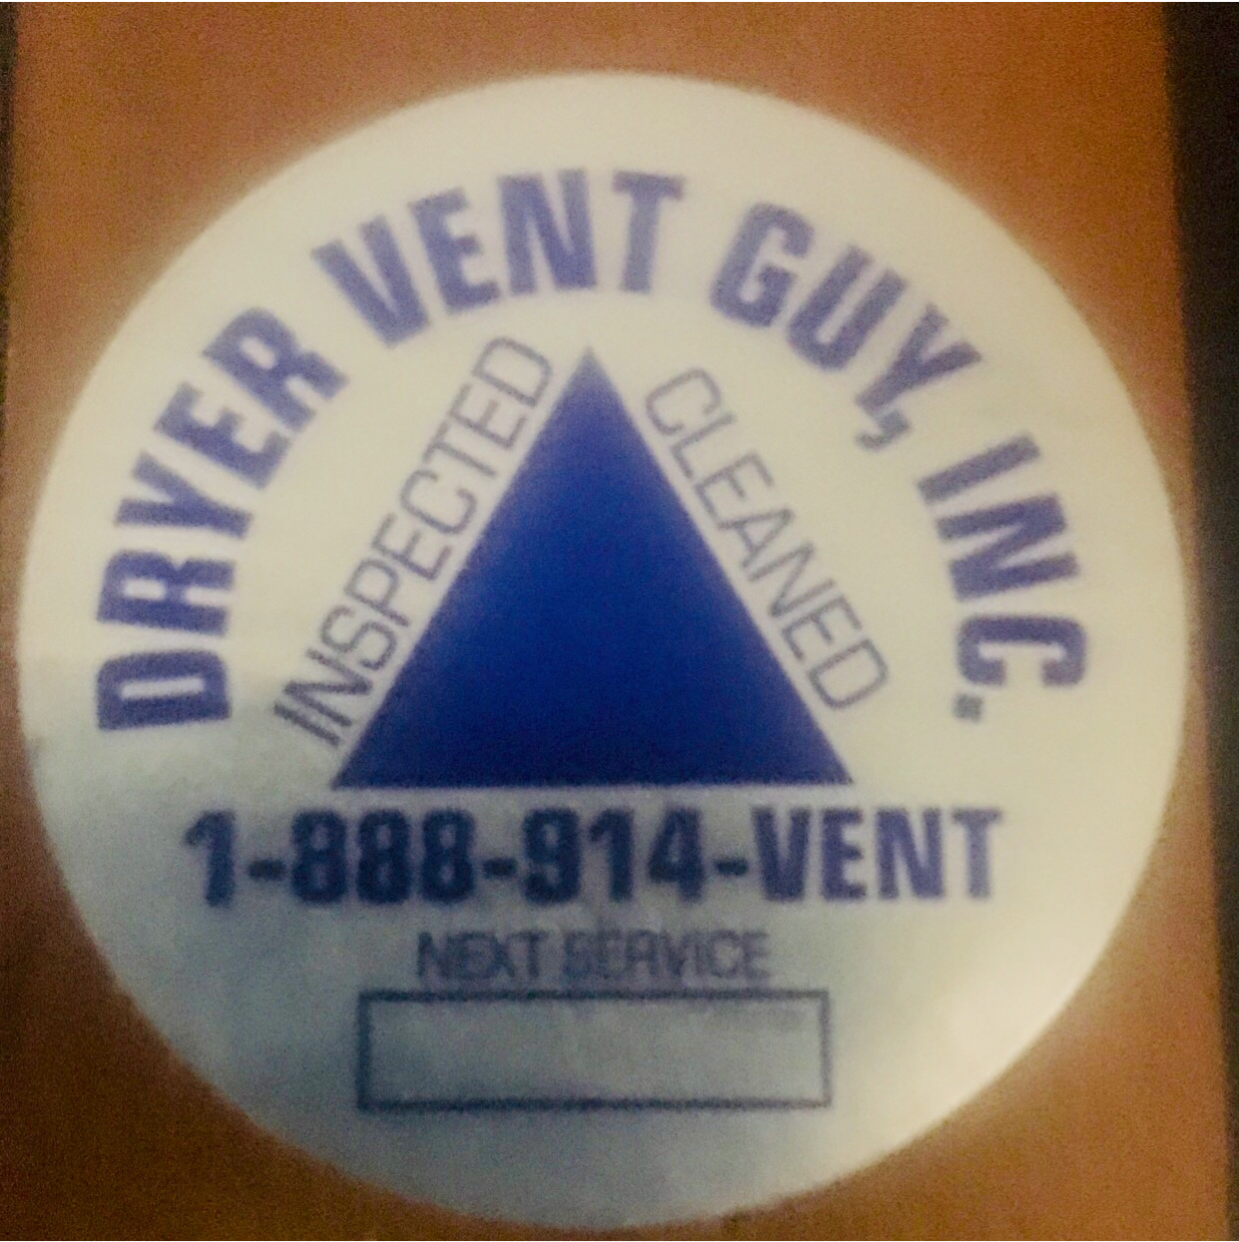 DRYER VENT GUY, INC.
INSPECTED
CLEANED
1-888-914-VENT
NEXT SERVICE